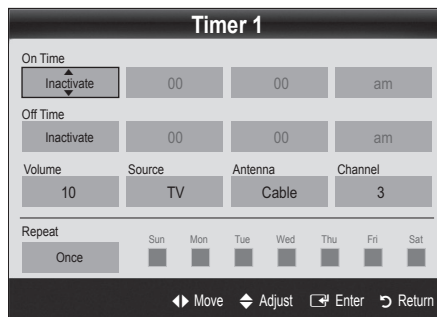 Timer 1
On Time
Inactivate 00 00 am
Off Time
Inactivate 00 00 am
Volume Source Antenna Channel
10 TV Cable 3
Repeat Sun Mon Tue Wed Thu Fri Sat
Once
Move Adjust Enter Return